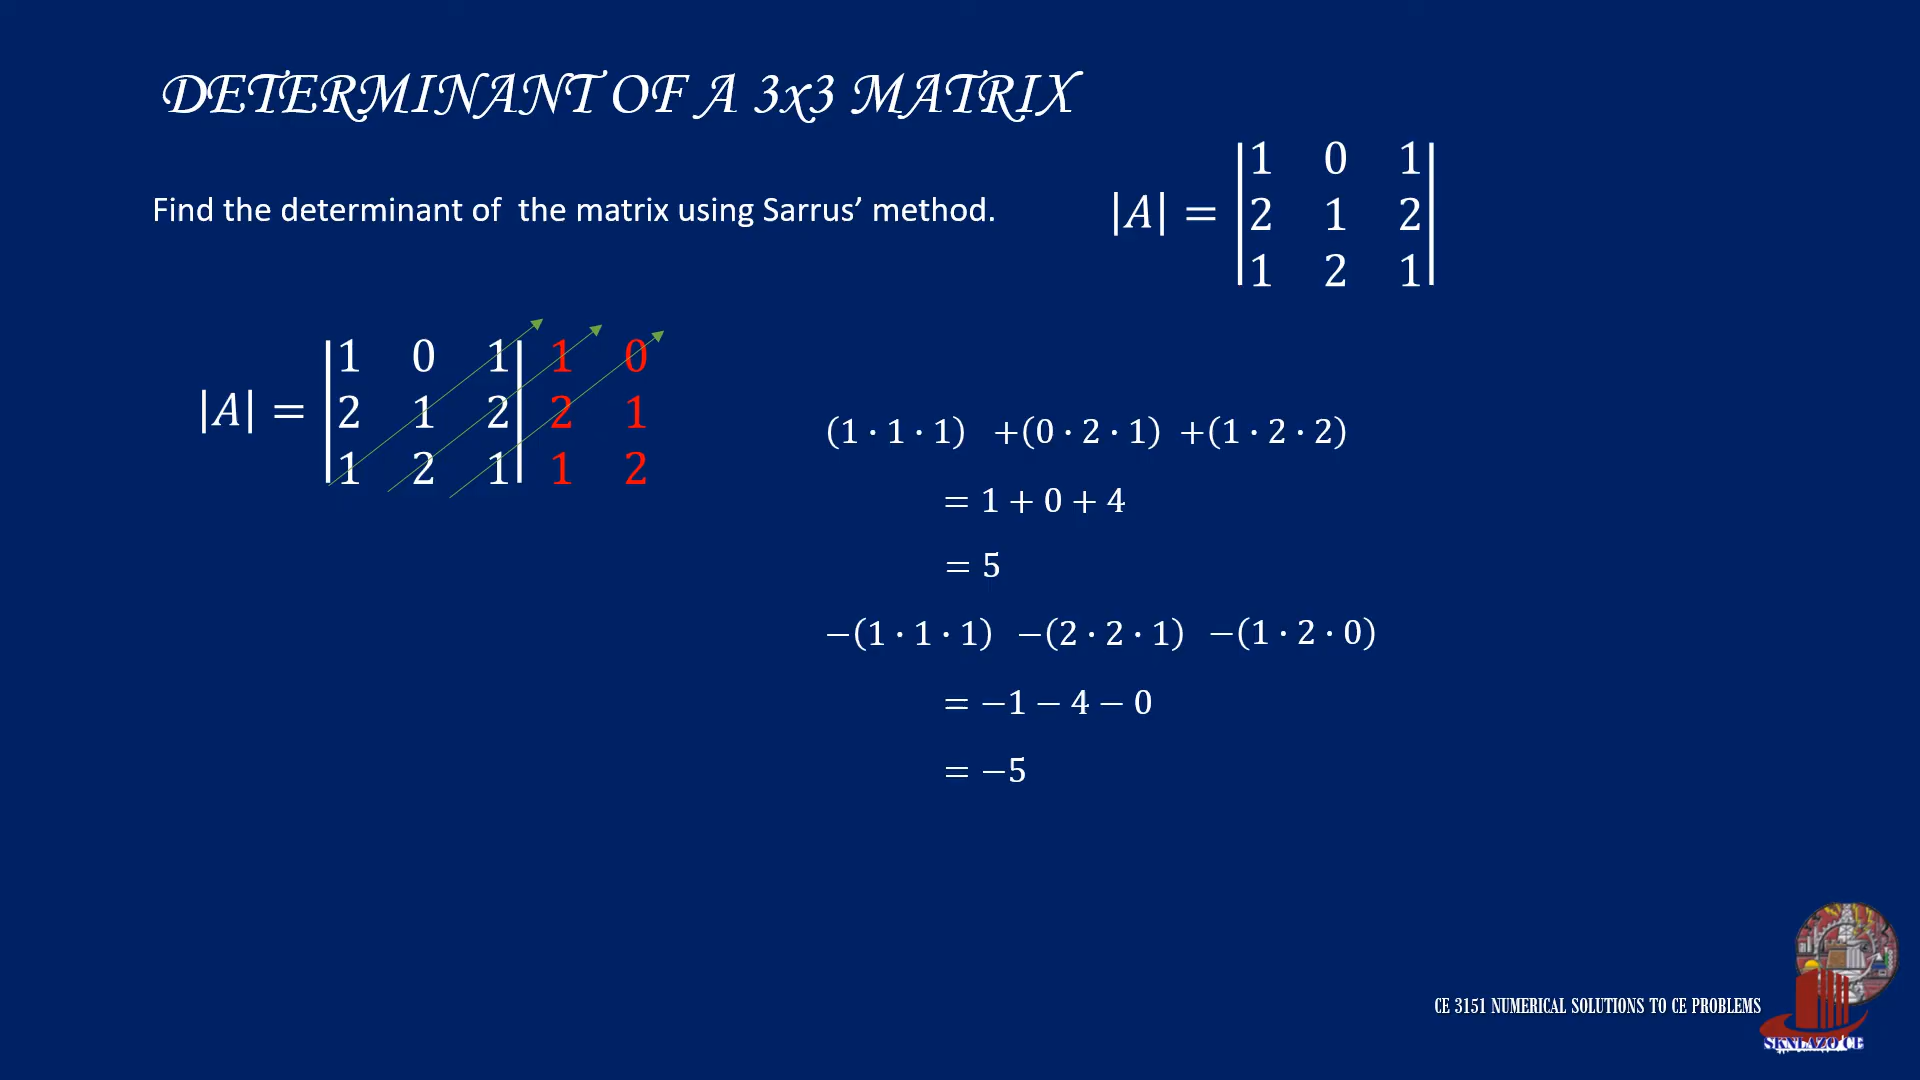 DETERMINANT OF A 3x3 MATRIX
Find the determinant of the matrix using Sarrus’ method.
|A| = |1 0 1|
|2 1 2|
|1 2 1|
|A| = |1 0 1| 1 0
|2 1 2| 2 1
|1 2 1| 1 2
(1 · 1 · 1) +(0 · 2 · 1) +(1 · 2 · 2)
= 1 + 0 + 4
= 5
−(1 · 1 · 1) −(2 · 2 · 1) −(1 · 2 · 0)
= −1 − 4 − 0
= −5
CE 3151 NUMERICAL SOLUTIONS TO CE PROBLEMS
SKNLAZO CE